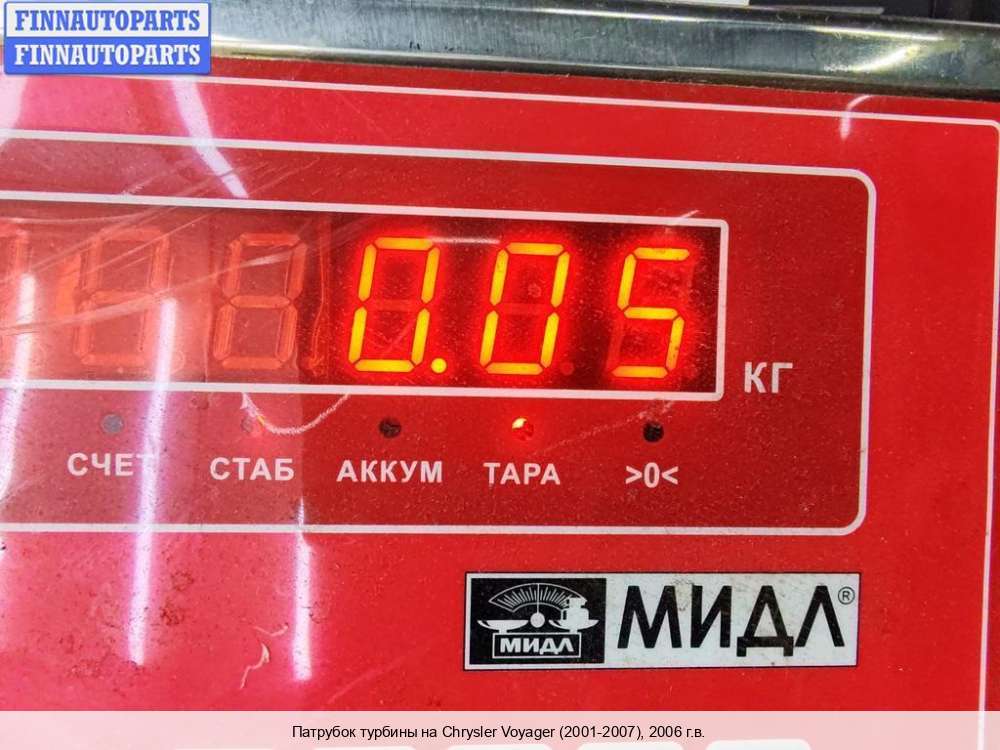 FINNAUTOPARTS
FINNAUTOPARTS
0.05
КГ
СЧЕТ СТАБ АККУМ ТАРА >0<
МИДЛ МИДЛ®
Патрубок турбины на Chrysler Voyager (2001-2007), 2006 г.в.